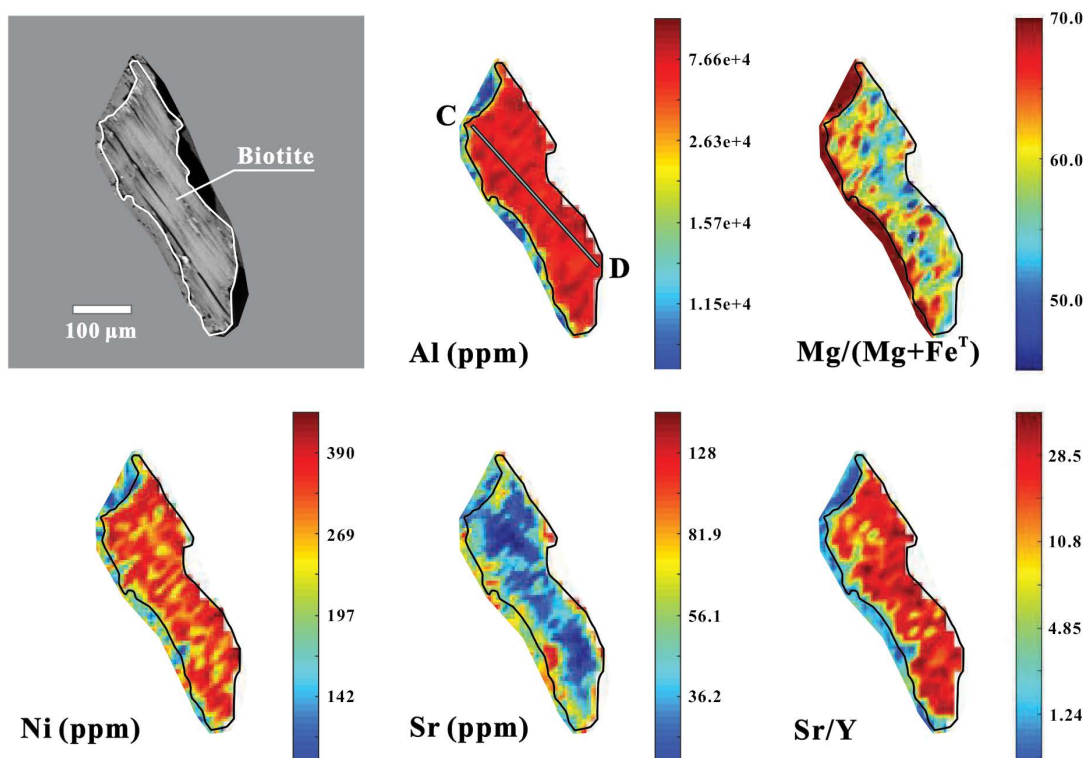 Biotite
100 µm
C
D
Al (ppm)
7.66e+4
2.63e+4
1.57e+4
1.15e+4
Mg/(Mg+Feᵀ)
70.0
60.0
50.0
Ni (ppm)
390
269
197
142
Sr (ppm)
128
81.9
56.1
36.2
Sr/Y
28.5
10.8
4.85
1.24